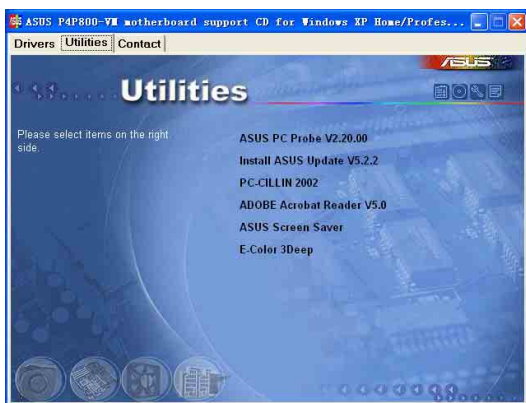 ASUS P4P800-VM motherboard support CD for Windows XP Home/Profes...
Drivers Utilities Contact
ASUS
Utilities
Please select items on the right
side.
ASUS PC Probe V2.20.00
Install ASUS Update V5.2.2
PC-CILLIN 2002
ADOBE Acrobat Reader V5.0
ASUS Screen Saver
E-Color 3Deep